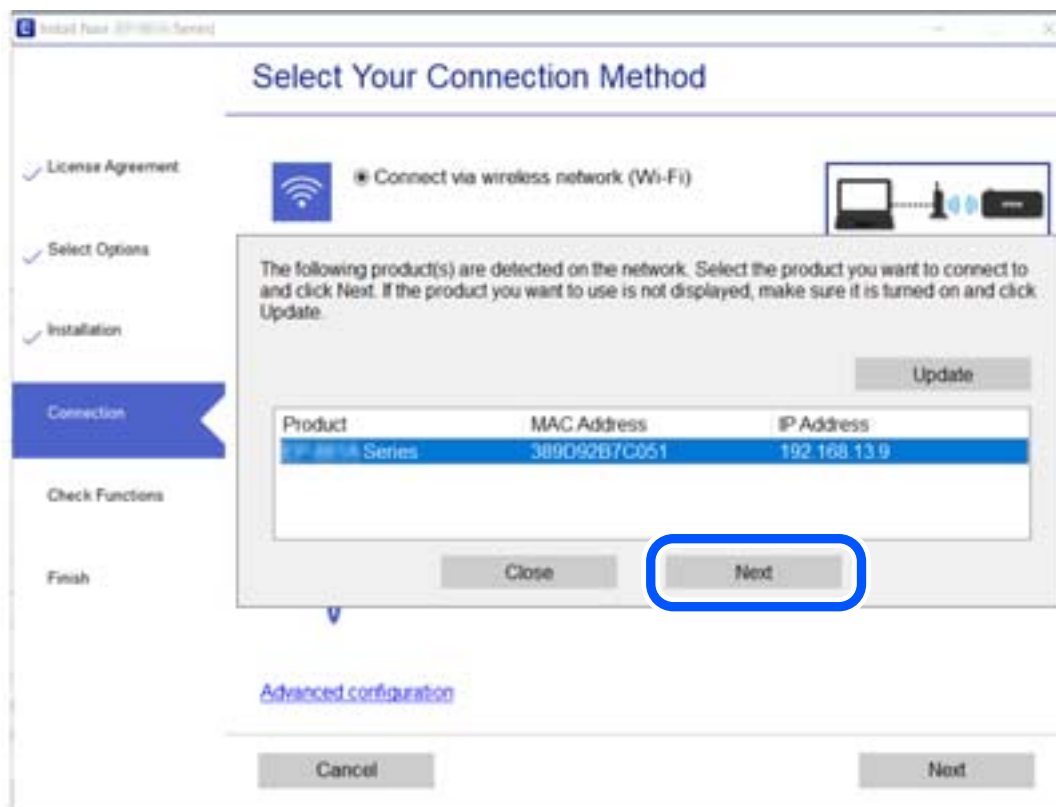 Install Navi
Series]
Select Your Connection Method
License Agreement
Select Options
Installation
Connection
Check Functions
Finish
Connect via wireless network (Wi-Fi)
The following product(s) are detected on the network. Select the product you want to connect to
and click Next. If the product you want to use is not displayed, make sure it is turned on and click
Update.
Update
Product MAC Address IP Address
Series 389D92B7C051 192.168.13.9
Close Next
Advanced configuration
Cancel Next